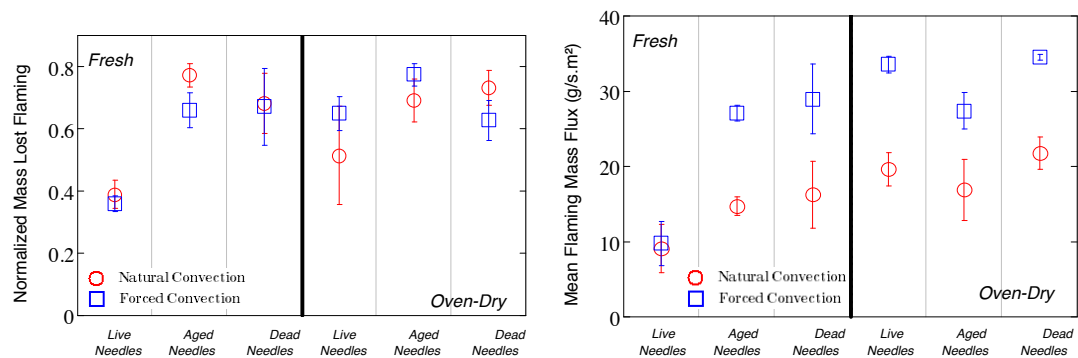 Normalized Mass Lost Flaming
0.8
0.6
0.4
0.2
0
Fresh
Natural Convection
Forced Convection
Oven-Dry
Live Needles
Aged Needles
Dead Needles
Live Needles
Aged Needles
Dead Needles
Mean Flaming Mass Flux (g/s.m²)
40
30
20
10
0
Fresh
Natural Convection
Forced Convection
Oven-Dry
Live Needles
Aged Needles
Dead Needles
Live Needles
Aged Needles
Dead Needles